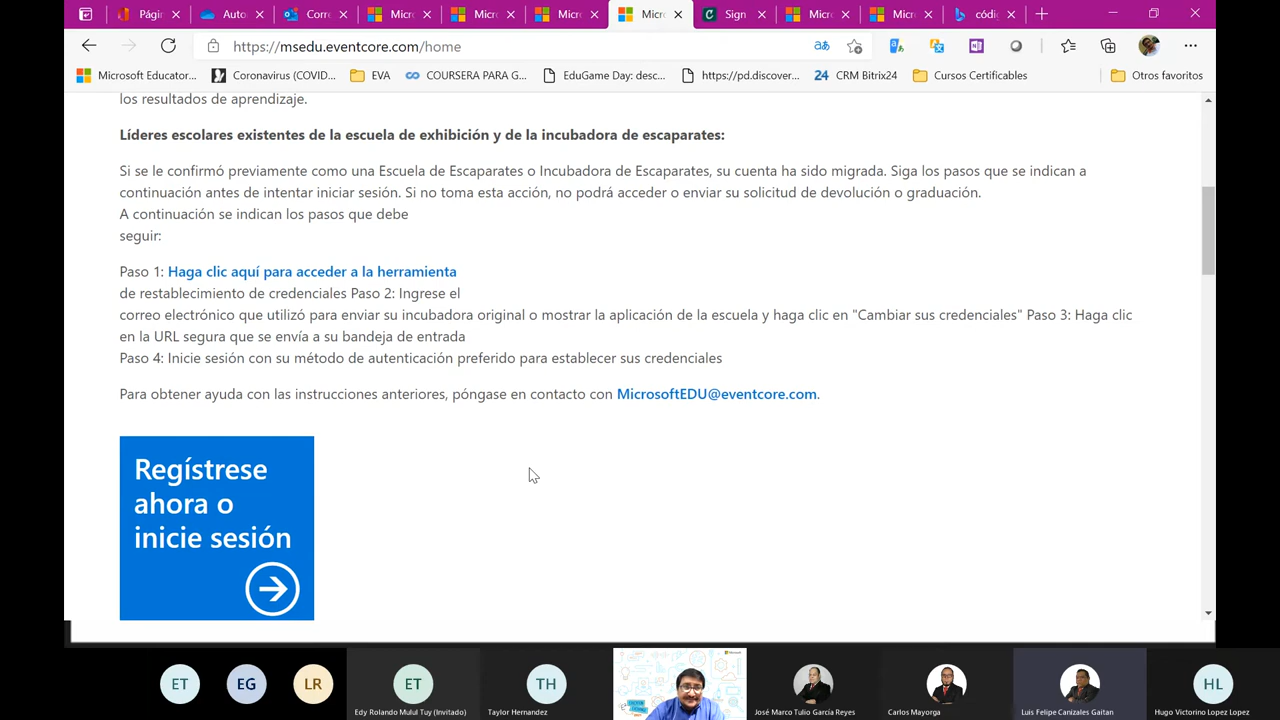 Págin
Auton
Corre
Micro
Micro
Micro
Micro
Sign
Micro
Micro
códig
https://msedu.eventcore.com/home
Microsoft Educator...
Coronavirus (COVID...
EVA
COURSERA PARA G...
EduGame Day: desc...
https://pd.discover...
24 CRM Bitrix24
Cursos Certificables
Otros favoritos
los resultados de aprendizaje.
Líderes escolares existentes de la escuela de exhibición y de la incubadora de escaparates:
Si se le confirmó previamente como una Escuela de Escaparates o Incubadora de Escaparates, su cuenta ha sido migrada. Siga los pasos que se indican a
continuación antes de intentar iniciar sesión. Si no toma esta acción, no podrá acceder o enviar su solicitud de devolución o graduación.
A continuación se indican los pasos que debe
seguir:
Paso 1: Haga clic aquí para acceder a la herramienta
de restablecimiento de credenciales Paso 2: Ingrese el
correo electrónico que utilizó para enviar su incubadora original o mostrar la aplicación de la escuela y haga clic en "Cambiar sus credenciales" Paso 3: Haga clic
en la URL segura que se envía a su bandeja de entrada
Paso 4: Inicie sesión con su método de autenticación preferido para establecer sus credenciales
Para obtener ayuda con las instrucciones anteriores, póngase en contacto con MicrosoftEDU@eventcore.com.
Regístrese
ahora o
inicie sesión
ET
EG
LR
ET
TH
HL
Edy Rolando Mulul Tuy (Invitado)
Taylor Hernandez
José Marco Tulio García Reyes
Carlos Mayorga
Luis Felipe Canizales Gaitan
Hugo Victorino Lopez Lopez